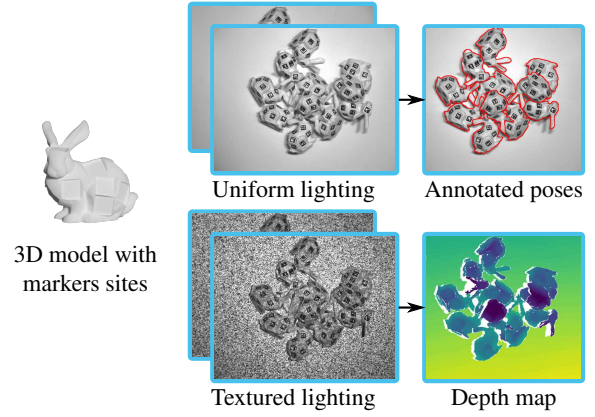 Uniform lighting
Annotated poses
3D model with
markers sites
Textured lighting
Depth map